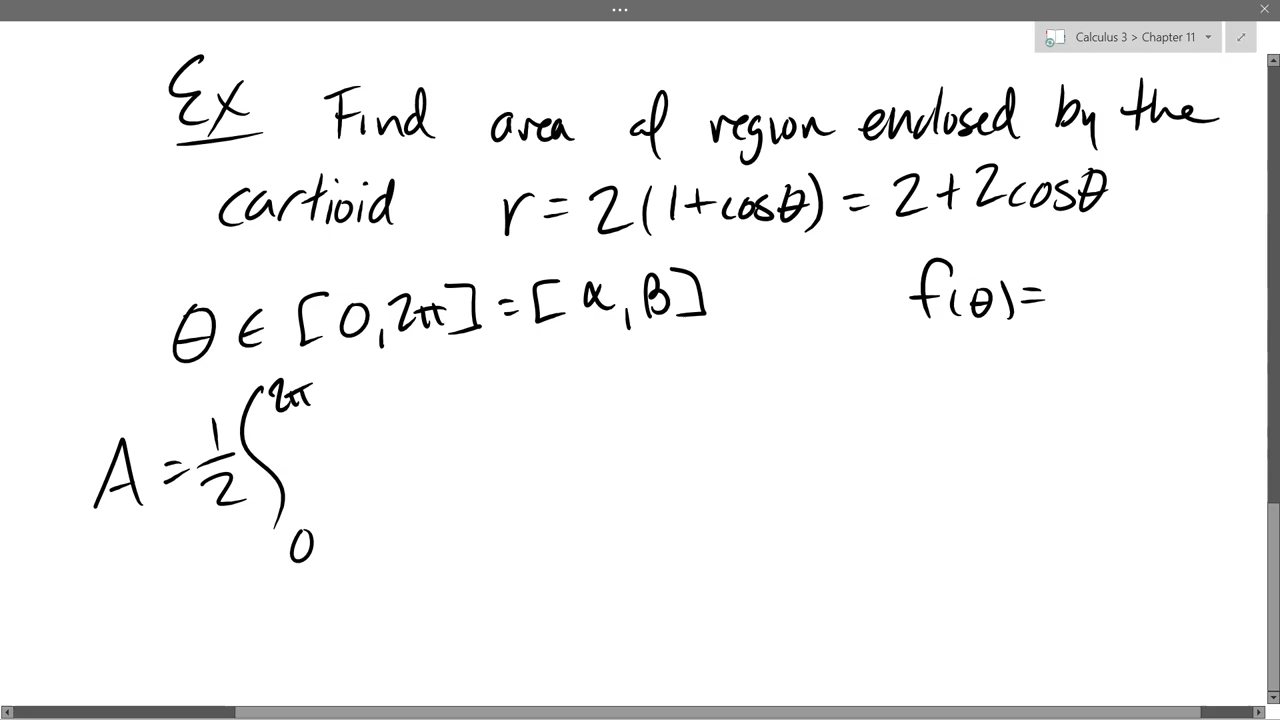 Calculus 3 > Chapter 11
Ex Find area of region enclosed by the
cartioid r = 2(1+cosθ) = 2+2cosθ
θ ∈ [0,2π] = [α,β] f(θ)=
A = 1/2 ∫₀^2π